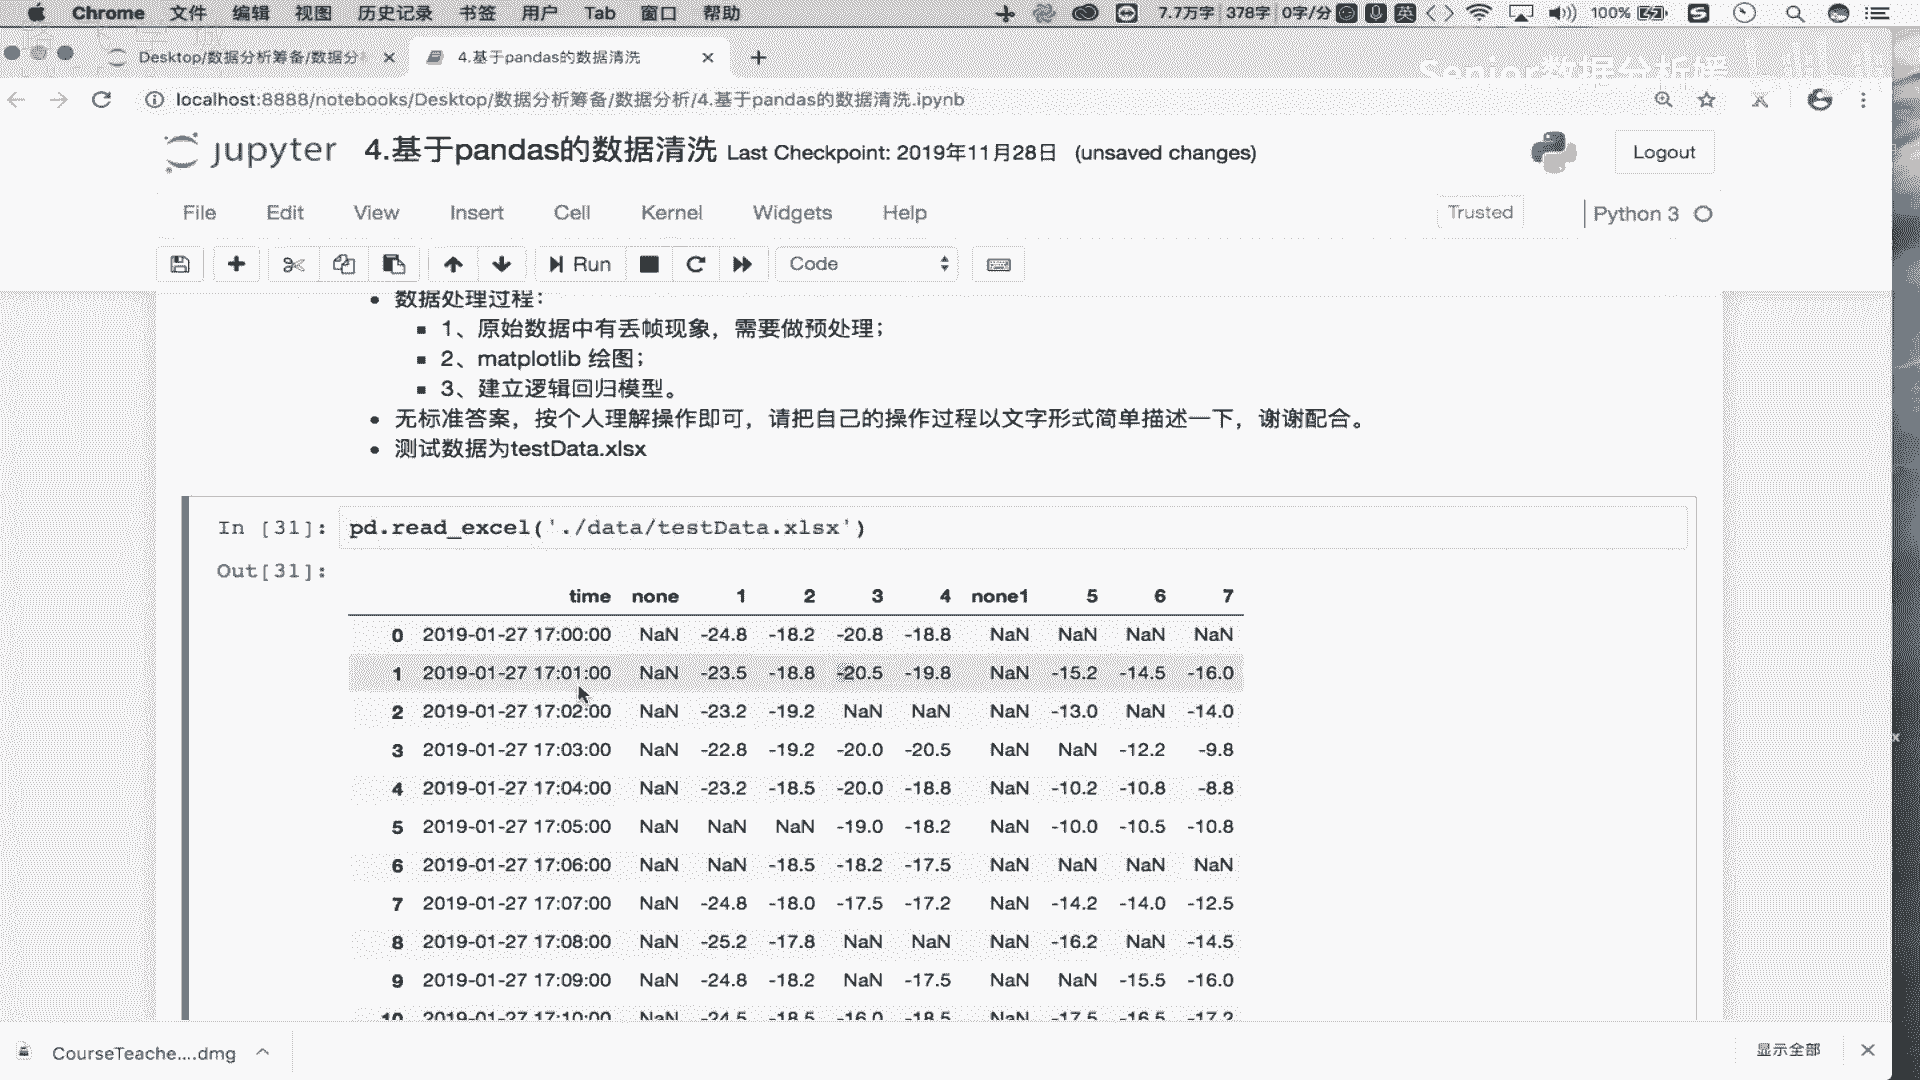 Chrome 文件 编辑 视图 历史记录 书签 用户 Tab 窗口 帮助 7.7万字 378字 0字/分 英 100%
Desktop/数据分析筹备/数据分 4.基于pandas的数据清洗
Senior数据分析媛
localhost:8888/notebooks/Desktop/数据分析筹备/数据分析/4.基于pandas的数据清洗.ipynb
jupyter 4.基于pandas的数据清洗 Last Checkpoint: 2019年11月28日 (unsaved changes) Logout
File Edit View Insert Cell Kernel Widgets Help Trusted Python 3
Run Code
数据处理过程：
1、原始数据中有丢帧现象，需要做预处理；
2、matplotlib 绘图；
3、建立逻辑回归模型。
无标准答案，按个人理解操作即可，请把自己的操作过程以文字形式简单描述一下，谢谢配合。
测试数据为testData.xlsx
In [31]: pd.read_excel('./data/testData.xlsx')
Out[31]:
time none 1 2 3 4 none1 5 6 7
0 2019-01-27 17:00:00 NaN -24.8 -18.2 -20.8 -18.8 NaN NaN NaN NaN
1 2019-01-27 17:01:00 NaN -23.5 -18.8 -20.5 -19.8 NaN -15.2 -14.5 -16.0
2 2019-01-27 17:02:00 NaN -23.2 -19.2 NaN NaN NaN -13.0 NaN -14.0
3 2019-01-27 17:03:00 NaN -22.8 -19.2 -20.0 -20.5 NaN NaN -12.2 -9.8
4 2019-01-27 17:04:00 NaN -23.2 -18.5 -20.0 -18.8 NaN -10.2 -10.8 -8.8
5 2019-01-27 17:05:00 NaN NaN NaN -19.0 -18.2 NaN -10.0 -10.5 -10.8
6 2019-01-27 17:06:00 NaN NaN -18.5 -18.2 -17.5 NaN NaN NaN NaN
7 2019-01-27 17:07:00 NaN -24.8 -18.0 -17.5 -17.2 NaN -14.2 -14.0 -12.5
8 2019-01-27 17:08:00 NaN -25.2 -17.8 NaN NaN NaN -16.2 NaN -14.5
9 2019-01-27 17:09:00 NaN -24.8 -18.2 NaN -17.5 NaN NaN -15.5 -16.0
10 2019-01-27 17:10:00 NaN -24.5 -18.5 -16.0 -18.5 NaN -17.5 -16.5 -17.2
CourseTeache....dmg 显示全部